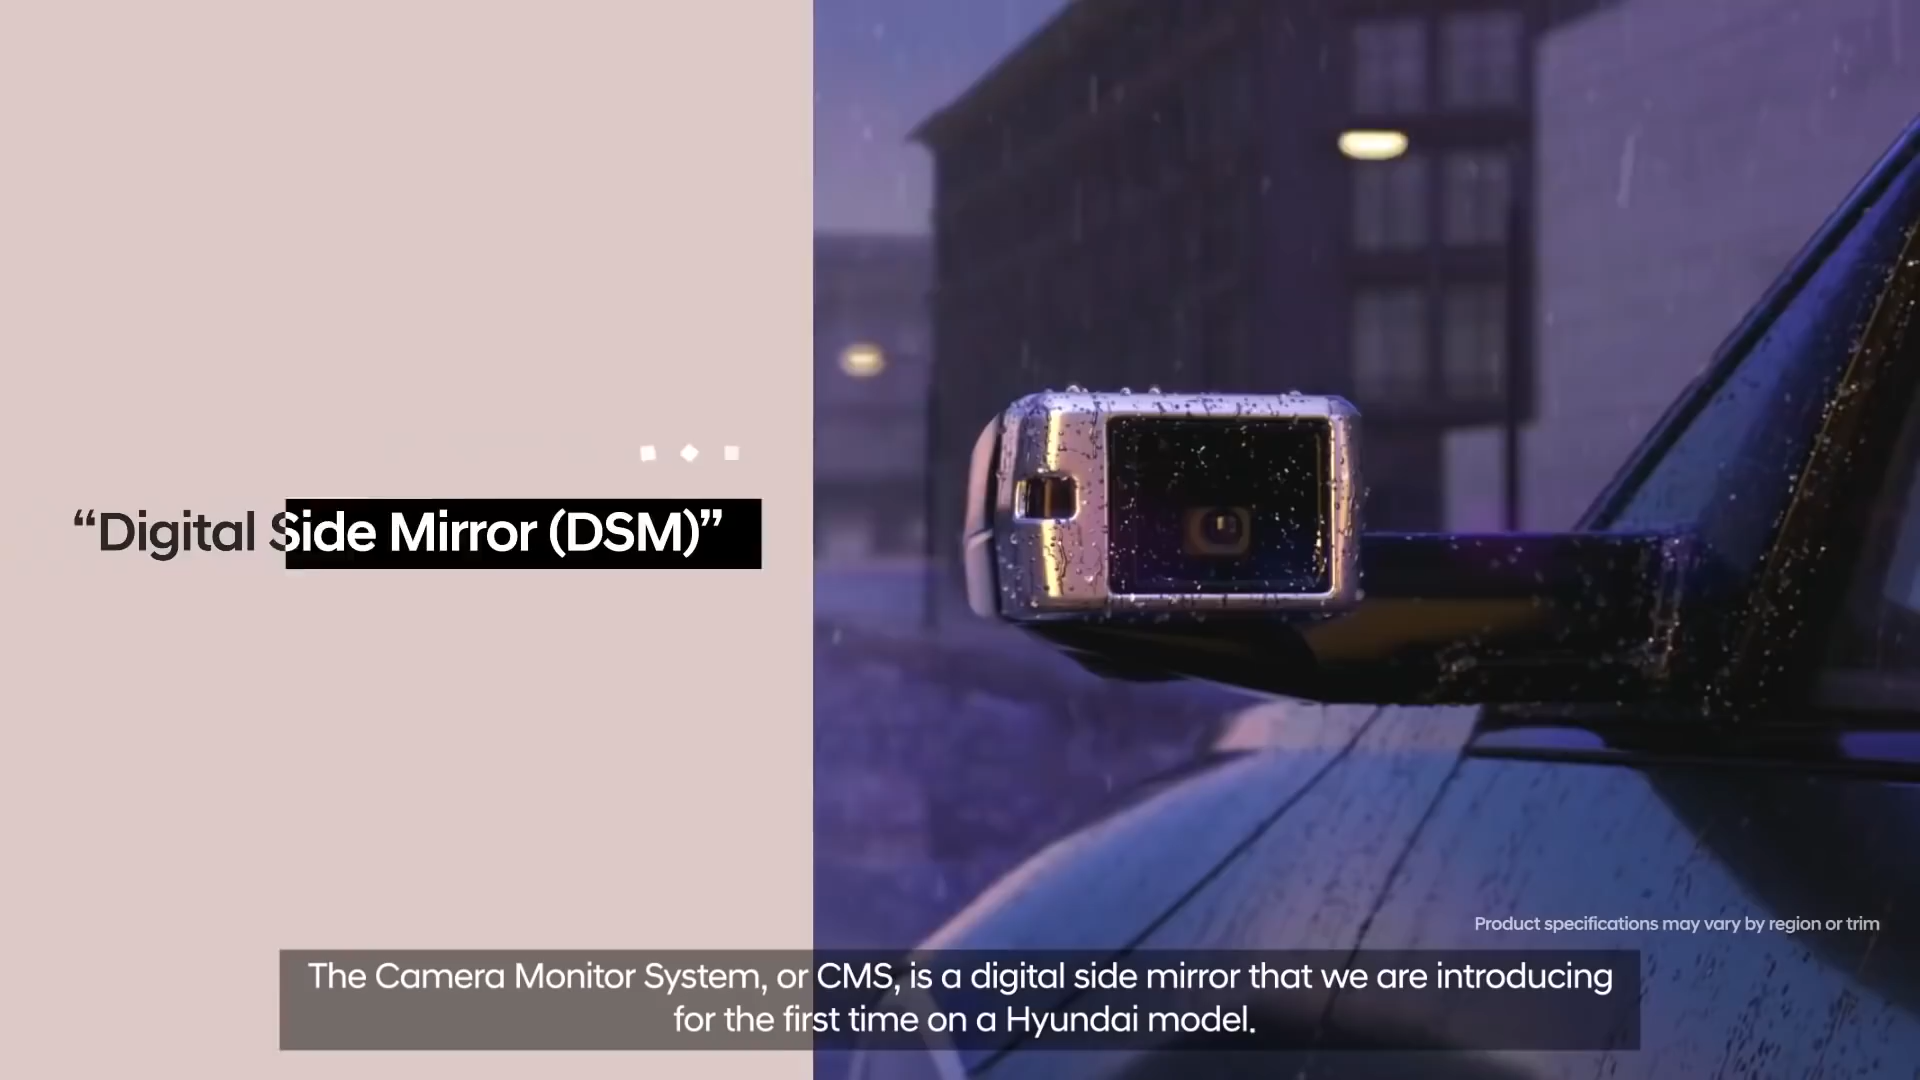 “Digital Side Mirror (DSM)”
Product specifications may vary by region or trim
The Camera Monitor System, or CMS, is a digital side mirror that we are introducing
for the first time on a Hyundai model.